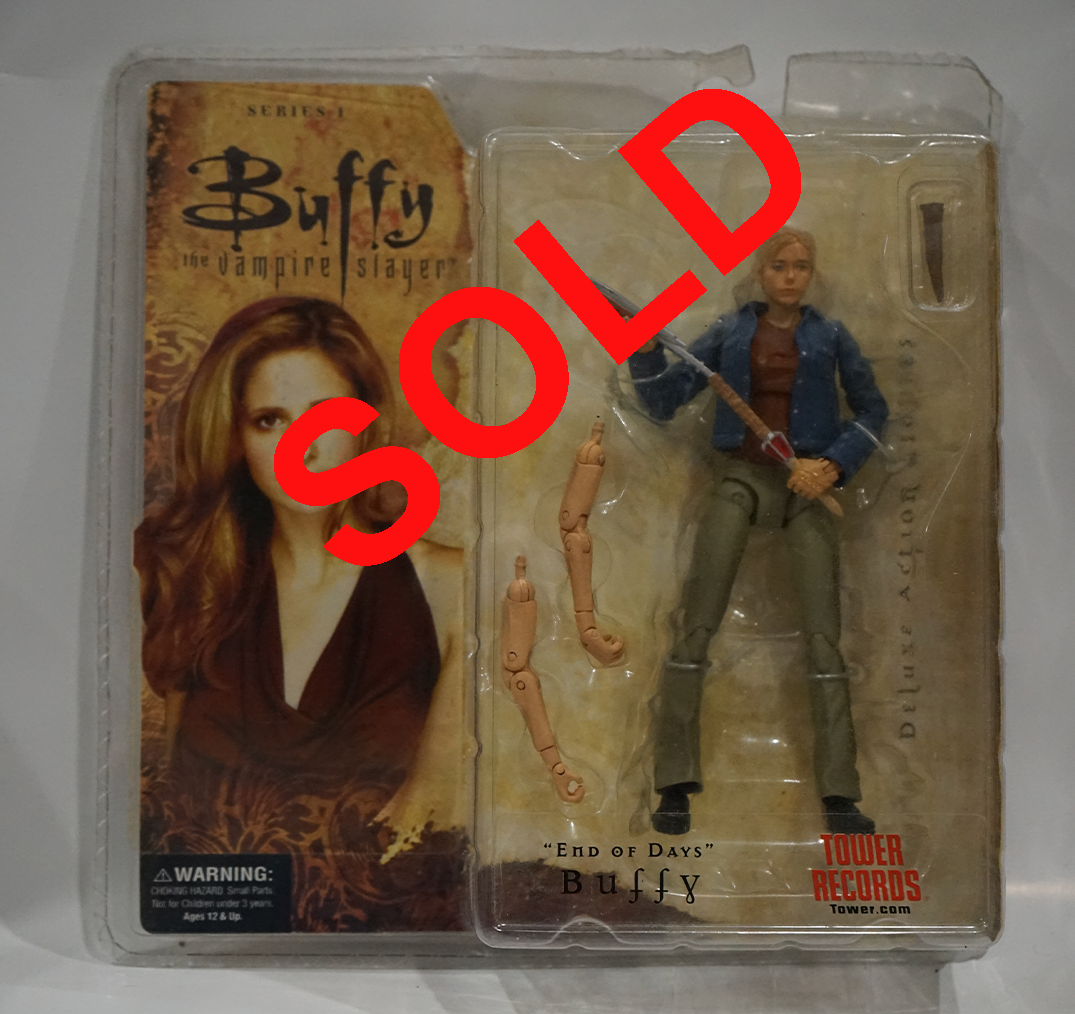 SERIES 1
Buffy
the vampire slayer™
SOLD
Deluxe Action Figures
"End of Days"
Buffy
TOWER
RECORDS®
Tower.com
⚠WARNING:
CHOKING HAZARD. Small Parts.
Not for Children under 3 years.
Ages 12 & Up.